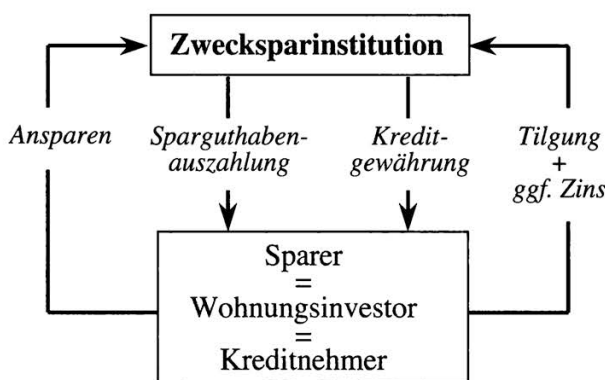 Zwecksparinstitution
Ansparen
Sparguthaben-
auszahlung
Kredit-
gewährung
Tilgung
+
ggf. Zins
Sparer
=
Wohnungsinvestor
=
Kreditnehmer